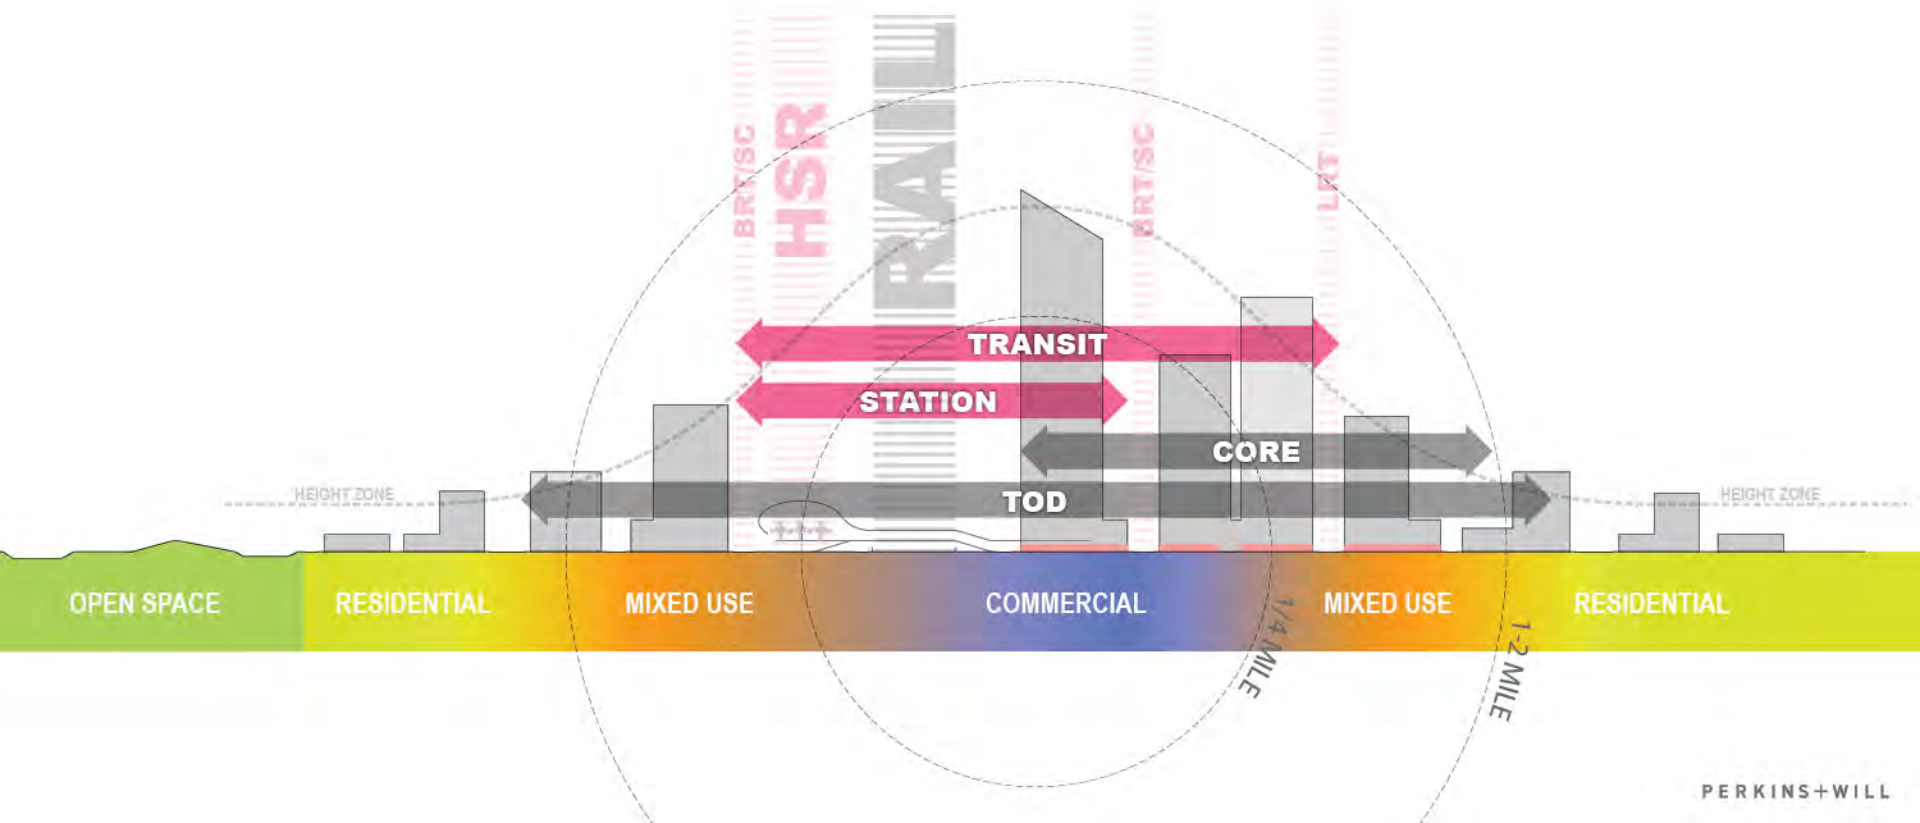 BRT/SC
HSR
RAIL
BRT/SC
LRT
TRANSIT
STATION
CORE
TOD
HEIGHT ZONE
HEIGHT ZONE
OPEN SPACE
RESIDENTIAL
MIXED USE
COMMERCIAL
MIXED USE
RESIDENTIAL
1/4 MILE
1-2 MILE
PERKINS+WILL